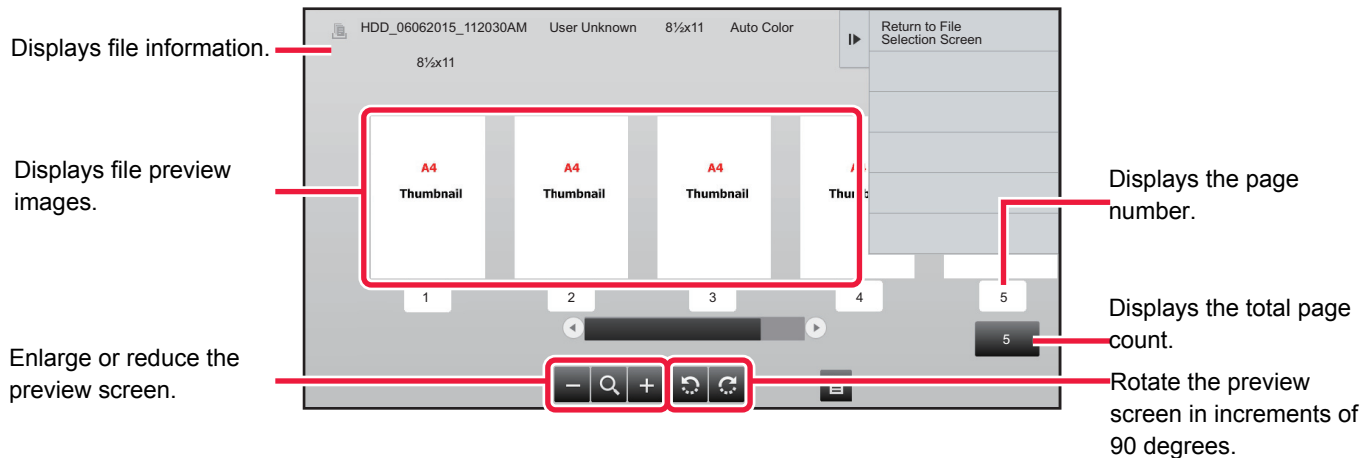 Displays file information.
HDD_06062015_112030AM User Unknown 8½x11 Auto Color
8½x11
Return to File
Selection Screen
Displays file preview
images.
A4
Thumbnail
A4
Thumbnail
A4
Thumbnail
A4
Thumb
Displays the page
number.
1
2
3
4
5
Displays the total page
count.
5
Enlarge or reduce the
preview screen.
Rotate the preview
screen in increments of
90 degrees.